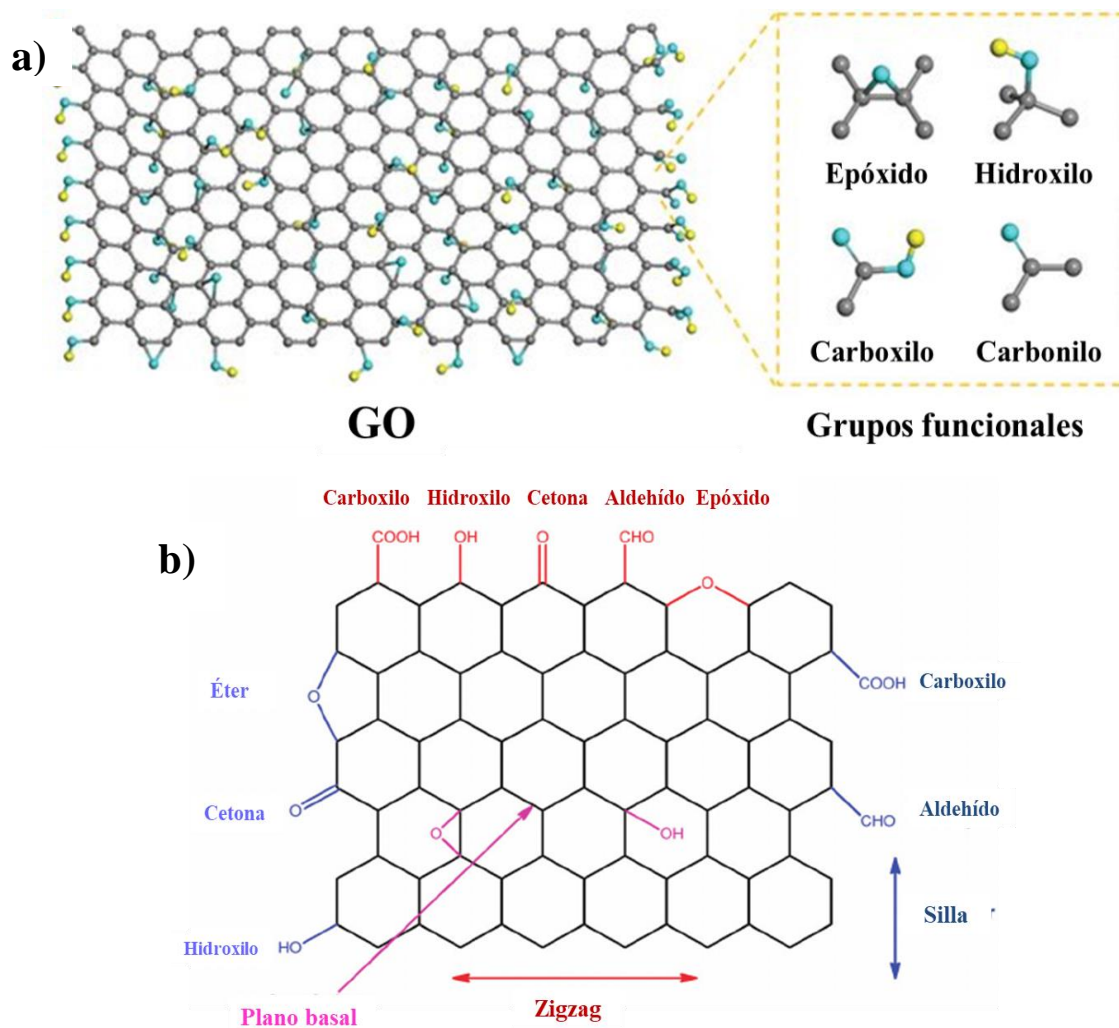 a)
Epóxido Hidroxilo
Carboxilo Carbonilo
GO
Grupos funcionales
b)
Carboxilo Hidroxilo Cetona Aldehído Epóxido
COOH OH O CHO
O
Éter
O
COOH Carboxilo
Cetona
O
O
OH
CHO Aldehído
Silla
Hidroxilo HO
Plano basal
Zigzag